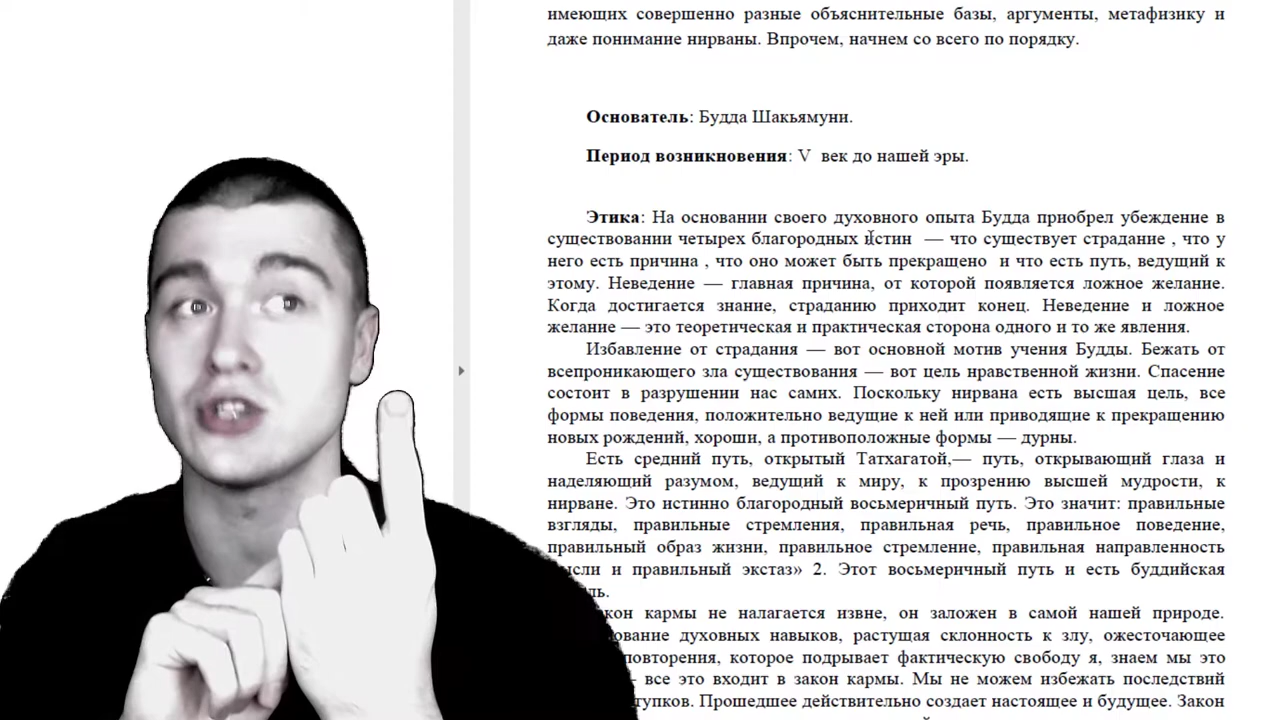 имеющих совершенно разные объяснительные базы, аргументы, метафизику и
даже понимание нирваны. Впрочем, начнем со всего по порядку.
Основатель: Будда Шакьямуни.
Период возникновения: V век до нашей эры.
Этика: На основании своего духовного опыта Будда приобрел убеждение в
существовании четырех благородных истин — что существует страдание , что у
него есть причина , что оно может быть прекращено и что есть путь, ведущий к
этому. Неведение — главная причина, от которой появляется ложное желание.
Когда достигается знание, страданию приходит конец. Неведение и ложное
желание — это теоретическая и практическая сторона одного и то же явления.
Избавление от страдания — вот основной мотив учения Будды. Бежать от
всепроникающего зла существования — вот цель нравственной жизни. Спасение
состоит в разрушении нас самих. Поскольку нирвана есть высшая цель, все
формы поведения, положительно ведущие к ней или приводящие к прекращению
новых рождений, хороши, а противоположные формы — дурны.
Есть средний путь, открытый Татхагатой,— путь, открывающий глаза и
наделяющий разумом, ведущий к миру, к прозрению высшей мудрости, к
нирване. Это истинно благородный восьмеричный путь. Это значит: правильные
взгляды, правильные стремления, правильная речь, правильное поведение,
правильный образ жизни, правильное стремление, правильная направленность
и правильный экстаз» 2. Этот восьмеричный путь и есть буддийская
кармы не налагается извне, он заложен в самой нашей природе.
духовных навыков, растущая склонность к злу, ожесточающее
повторения, которое подрывает фактическую свободу я, знаем мы это
все это входит в закон кармы. Мы не можем избежать последствий
Прошедшее действительно создает настоящее и будущее. Закон